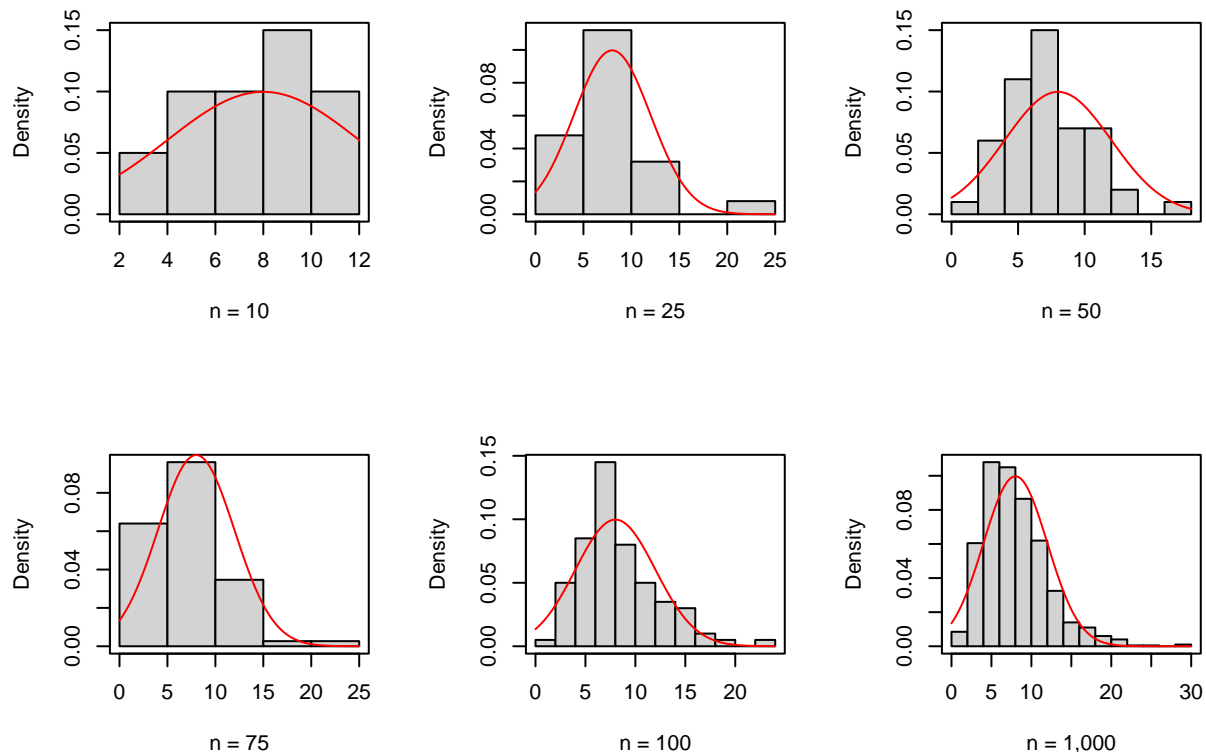 Density
0.00 0.05 0.10 0.15
2 4 6 8 10 12
n = 10
Density
0.00 0.04 0.08
0 5 10 15 20 25
n = 25
Density
0.00 0.05 0.10 0.15
0 5 10 15
n = 50
Density
0.00 0.04 0.08
0 5 10 15 20 25
n = 75
Density
0.00 0.05 0.10 0.15
0 5 10 15 20
n = 100
Density
0.00 0.04 0.08
0 5 10 20 30
n = 1,000